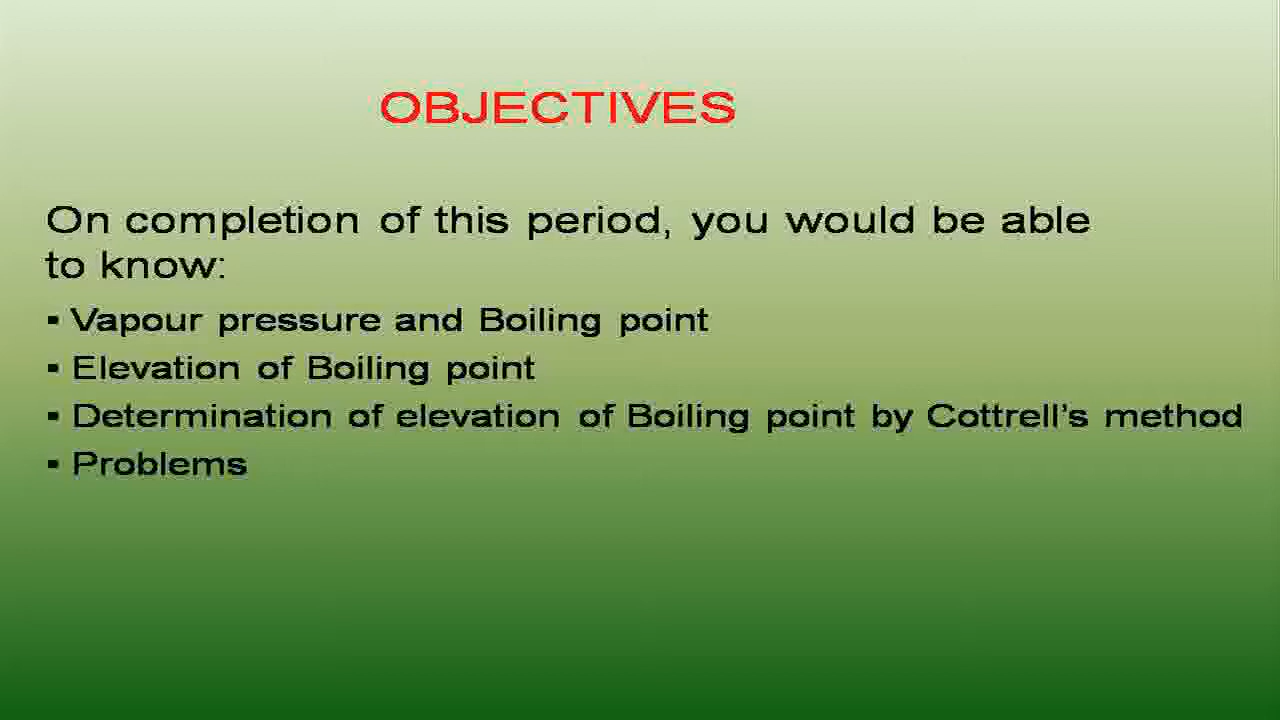 OBJECTIVES
On completion of this period, you would be able
to know:
▪ Vapour pressure and Boiling point
▪ Elevation of Boiling point
▪ Determination of elevation of Boiling point by Cottrell’s method
▪ Problems